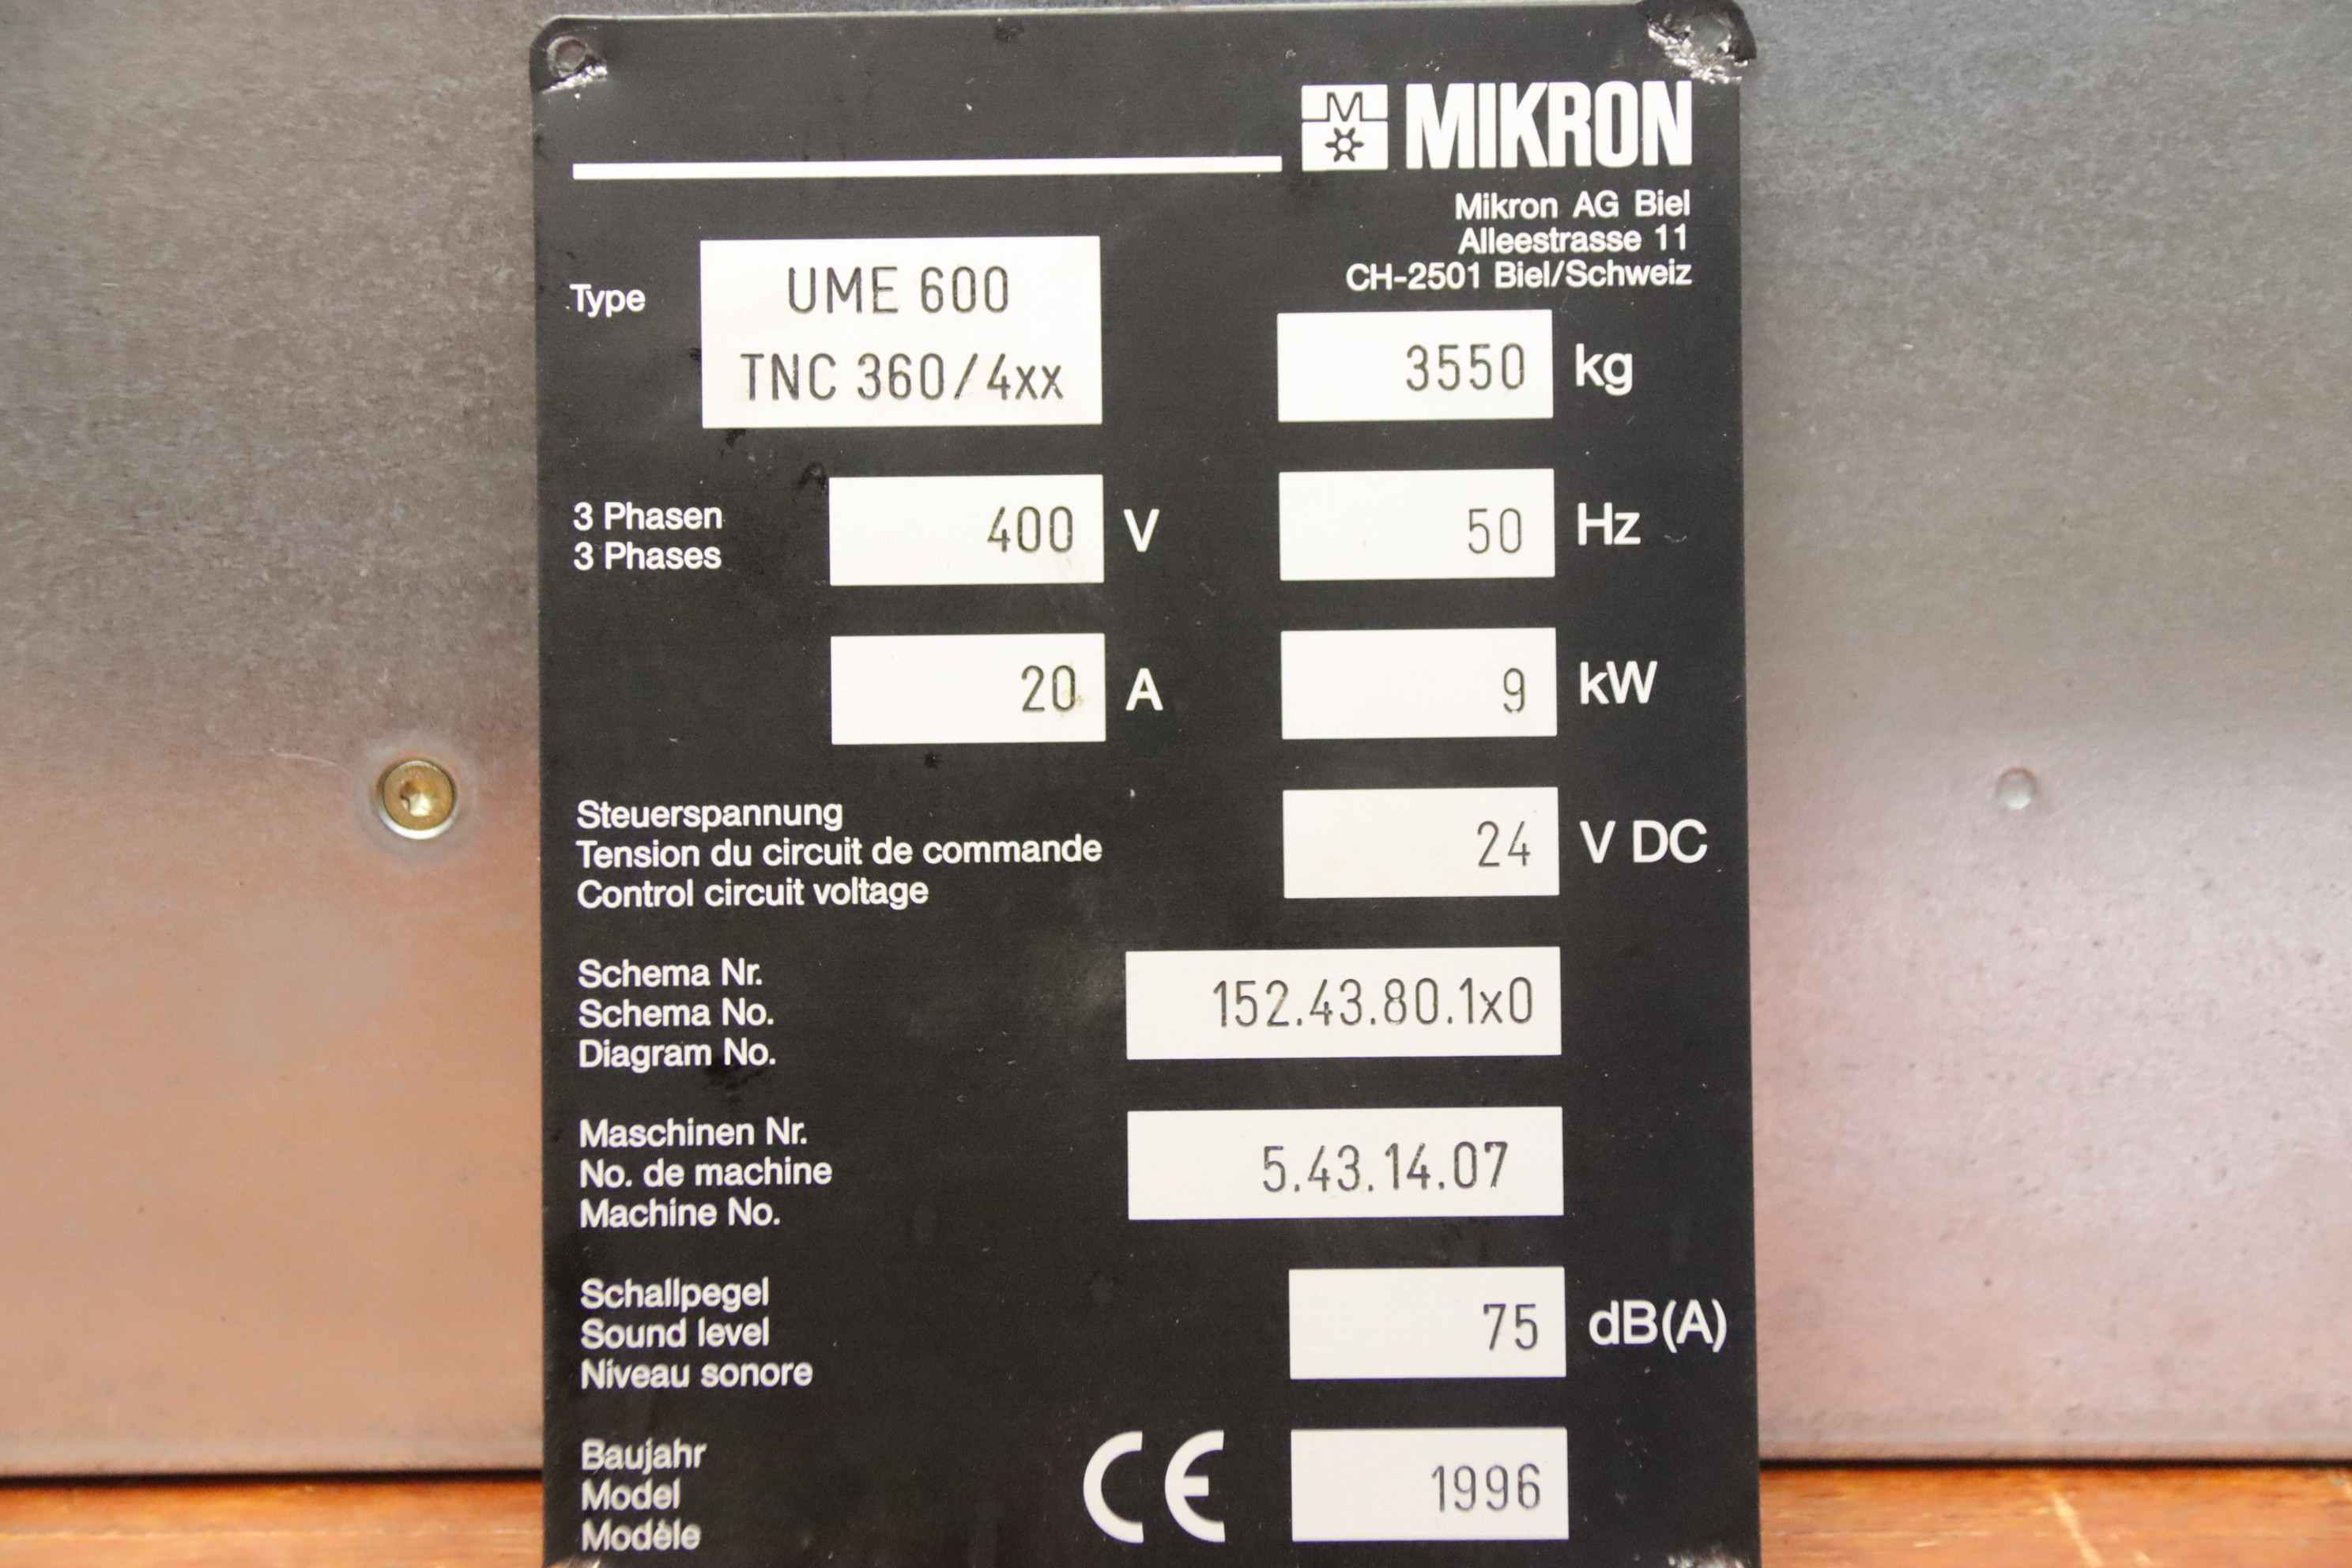 MIKRON
Mikron AG Biel
Alleestrasse 11
CH-2501 Biel/Schweiz
Type
UME 600
TNC 360/4xx
3550 kg
3 Phasen
3 Phases
400 V
50 Hz
20 A
9 kW
Steuerspannung
Tension du circuit de commande
Control circuit voltage
24 V DC
Schema Nr.
Schema No.
Diagram No.
152.43.80.1x0
Maschinen Nr.
No. de machine
Machine No.
5.43.14.07
Schallpegel
Sound level
Niveau sonore
75 dB(A)
Baujahr
Model
Modèle
CE
1996